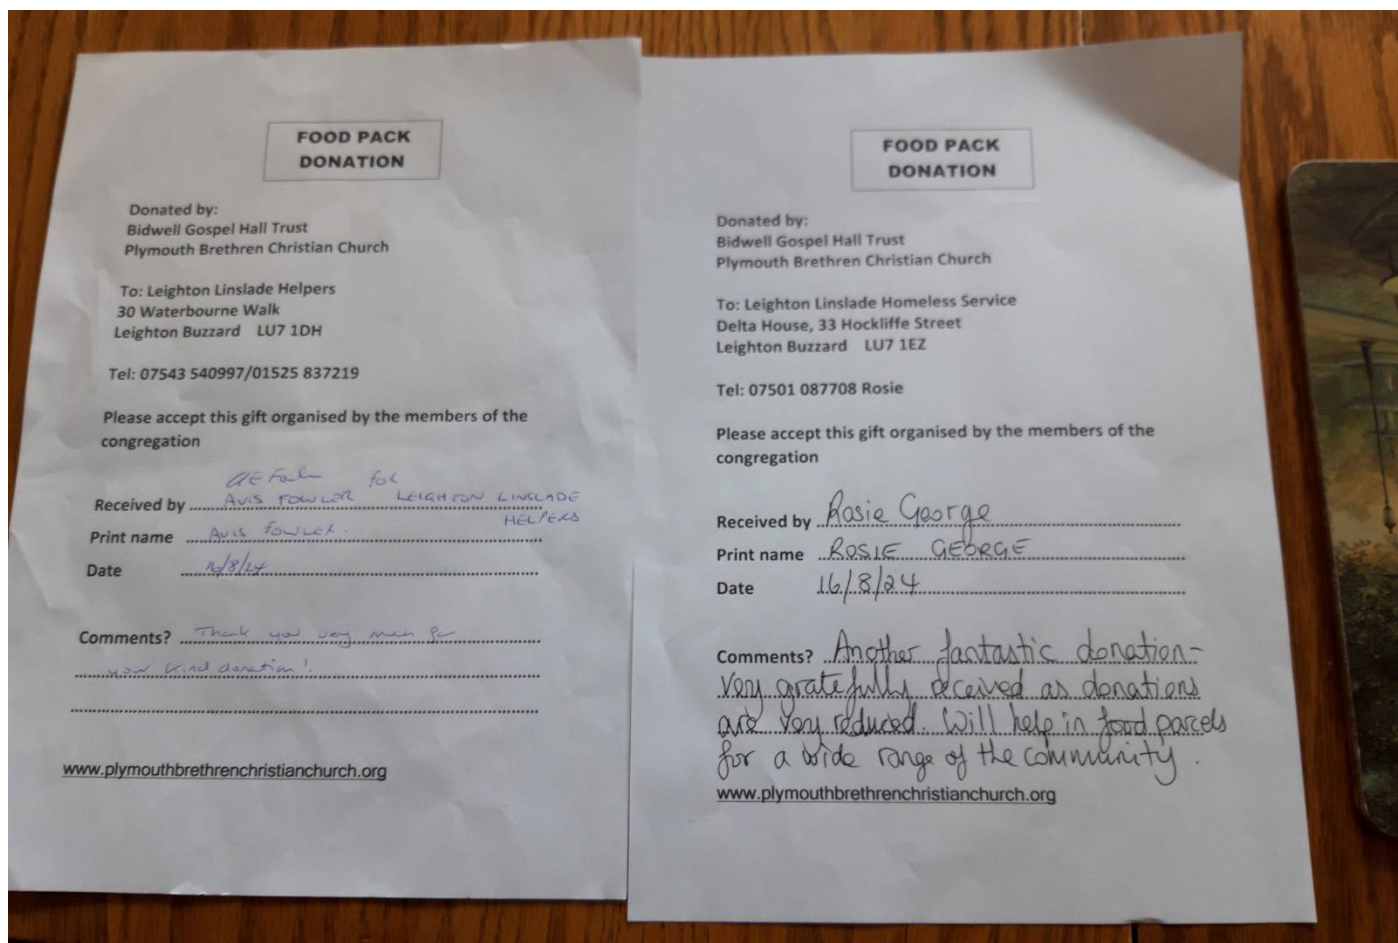 FOOD PACK
DONATION
Donated by:
Bidwell Gospel Hall Trust
Plymouth Brethren Christian Church
To: Leighton Linslade Helpers
30 Waterbourne Walk
Leighton Buzzard LU7 1DH
Tel: 07543 540997/01525 837219
Please accept this gift organised by the members of the
congregation
for
Received by AVIS FOWLER LEIGHTON LINSLADE
HELPERS
Print name AVIS FOWLER.
Date 16/8/24
Comments? Thank you very much for
your kind donation!
www.plymouthbrethrenchristianchurch.org
FOOD PACK
DONATION
Donated by:
Bidwell Gospel Hall Trust
Plymouth Brethren Christian Church
To: Leighton Linslade Homeless Service
Delta House, 33 Hockliffe Street
Leighton Buzzard LU7 1EZ
Tel: 07501 087708 Rosie
Please accept this gift organised by the members of the
congregation
Received by Rosie George
Print name ROSIE GEORGE
Date 16/8/24
Comments? Another fantastic donation-
Very gratefully received as donations
are very reduced. Will help in food parcels
for a wide range of the community.
www.plymouthbrethrenchristianchurch.org